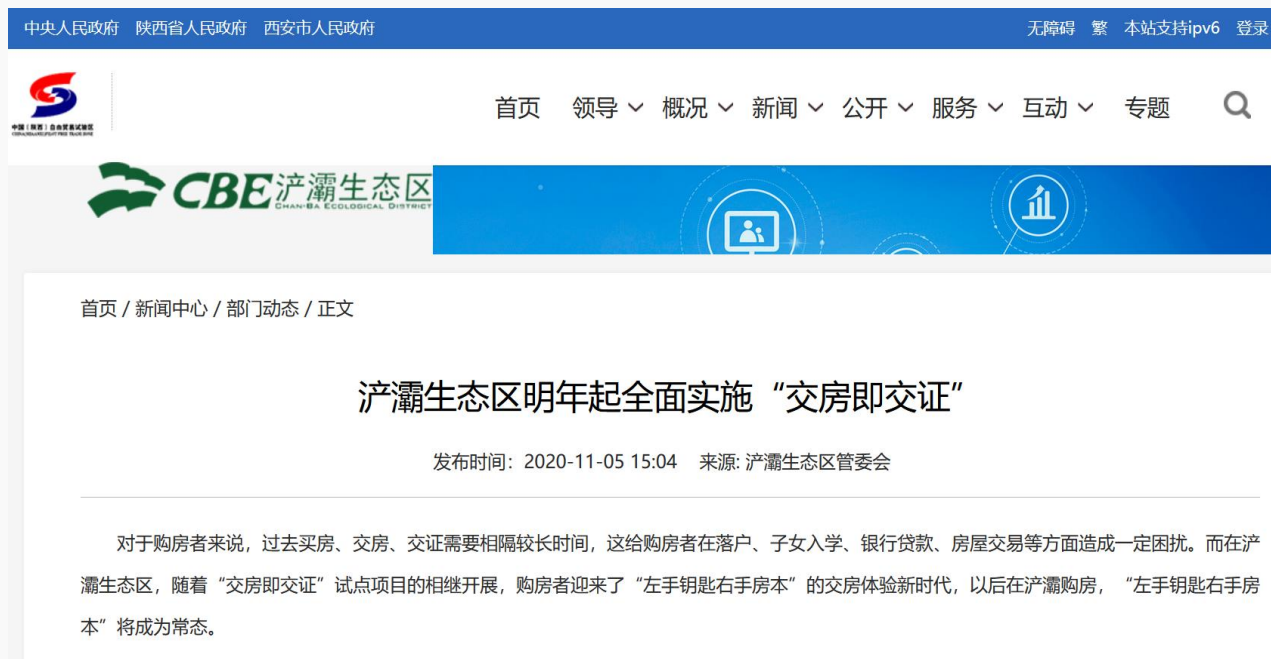 中央人民政府 陕西省人民政府 西安市人民政府 无障碍 繁 本站支持ipv6 登录
首页 领导 概况 新闻 公开 服务 互动 专题
中国(陕西)自由贸易试验区
CBE浐灞生态区
CHAN-BA ECOLOGICAL DISTRICT
首页 / 新闻中心 / 部门动态 / 正文
浐灞生态区明年起全面实施“交房即交证”
发布时间：2020-11-05 15:04 来源: 浐灞生态区管委会
对于购房者来说，过去买房、交房、交证需要相隔较长时间，这给购房者在落户、子女入学、银行贷款、房屋交易等方面造成一定困扰。而在浐
灞生态区，随着“交房即交证”试点项目的相继开展，购房者迎来了“左手钥匙右手房本”的交房体验新时代，以后在浐灞购房，“左手钥匙右手房
本”将成为常态。